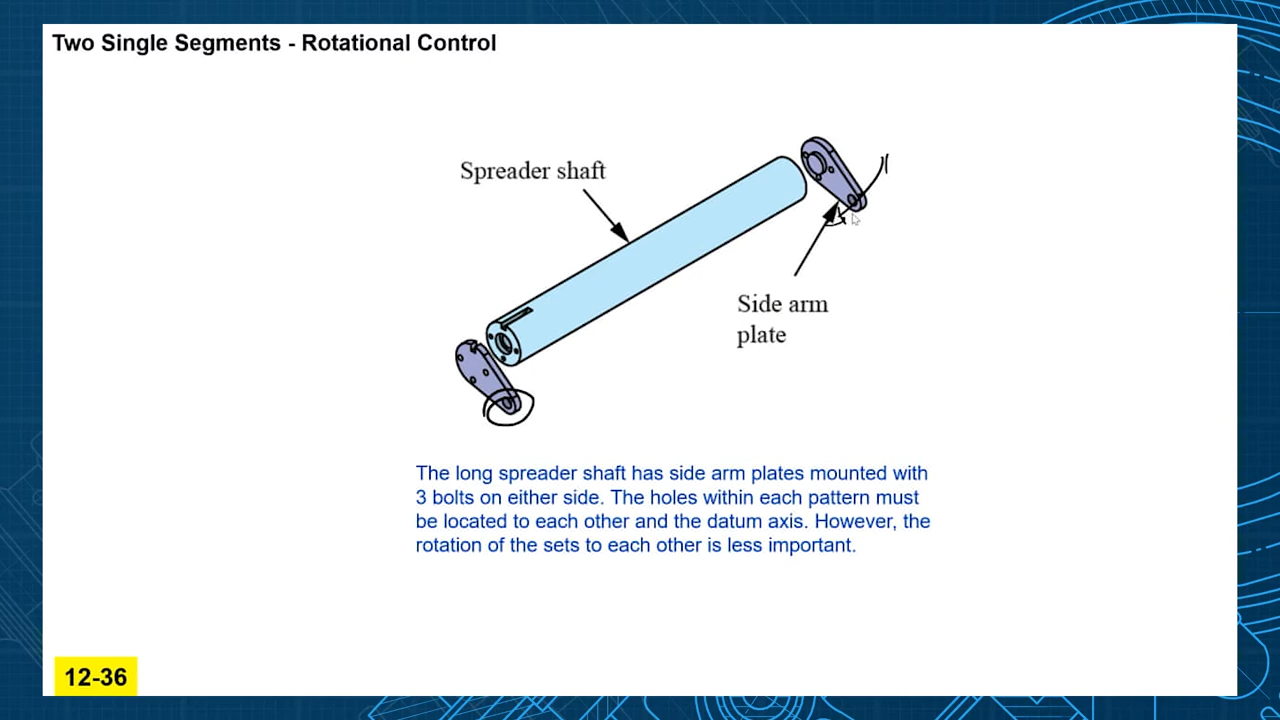 Two Single Segments - Rotational Control
Spreader shaft
Side arm
plate
The long spreader shaft has side arm plates mounted with
3 bolts on either side. The holes within each pattern must
be located to each other and the datum axis. However, the
rotation of the sets to each other is less important.
12-36